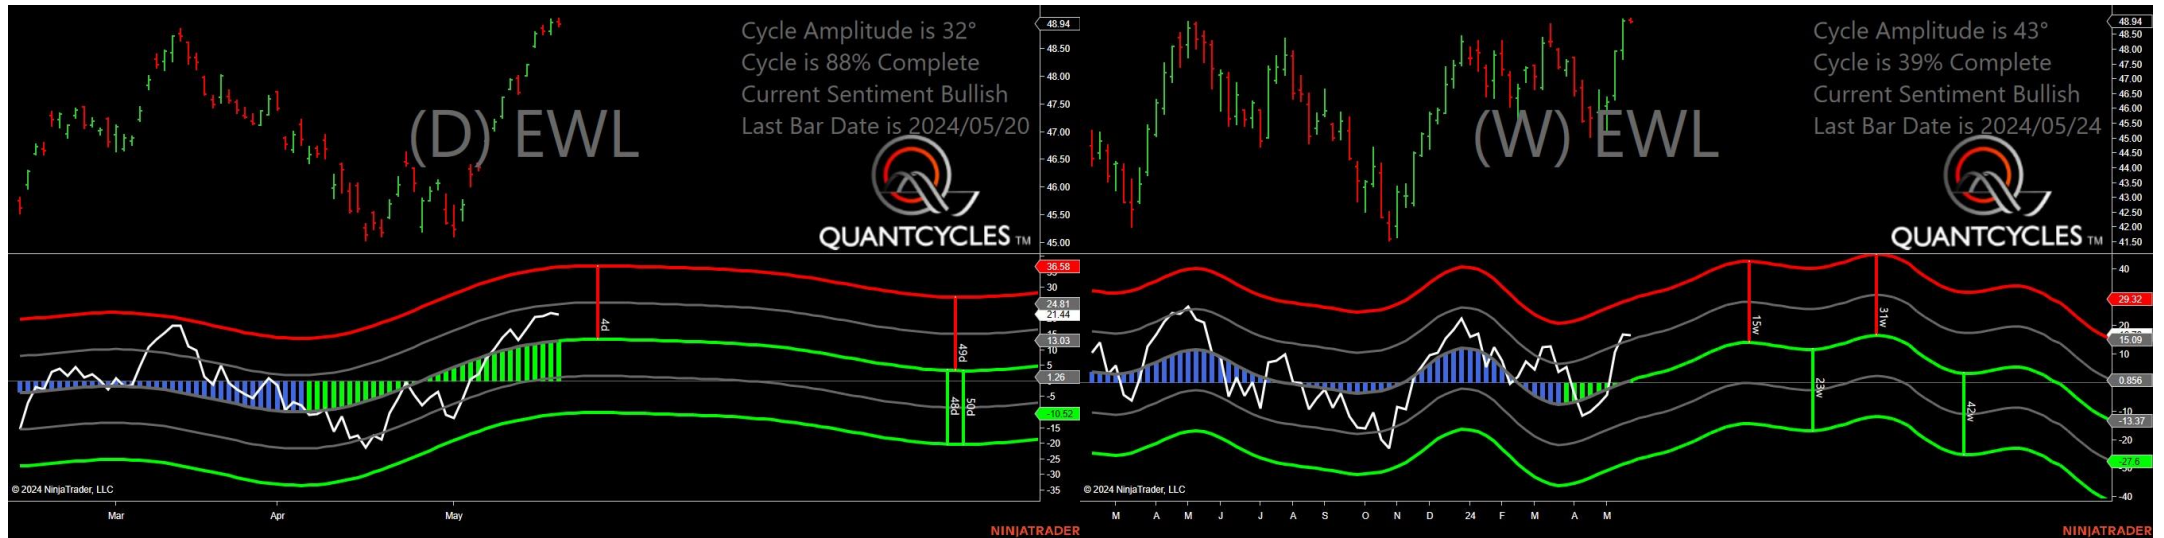 Cycle Amplitude is 32°
Cycle is 88% Complete
Current Sentiment Bullish
Last Bar Date is 2024/05/20
(D) EWL
QUANTCYCLES TM
48.94
48.50
48.00
47.50
47.00
46.50
46.00
45.50
45.00
36.58
30
24.81
21.44
13.03
10
5
1.26
-5
-10.52
-15
-20
-25
-30
-35
4d
49d
48d
50d
© 2024 NinjaTrader, LLC
Mar
Apr
May
NINJATRADER
Cycle Amplitude is 43°
Cycle is 39% Complete
Current Sentiment Bullish
Last Bar Date is 2024/05/24
(W) EWL
QUANTCYCLES TM
48.94
48.50
48.00
47.50
47.00
46.50
46.00
45.50
45.00
44.50
44.00
43.50
43.00
42.50
42.00
41.50
40
29.32
20
15.09
10
0.856
-10
-13.37
-20
-27.6
-40
15w
31w
23w
42w
© 2024 NinjaTrader, LLC
M
A
M
J
J
A
S
O
N
D
24
F
M
A
M
NINJATRADER